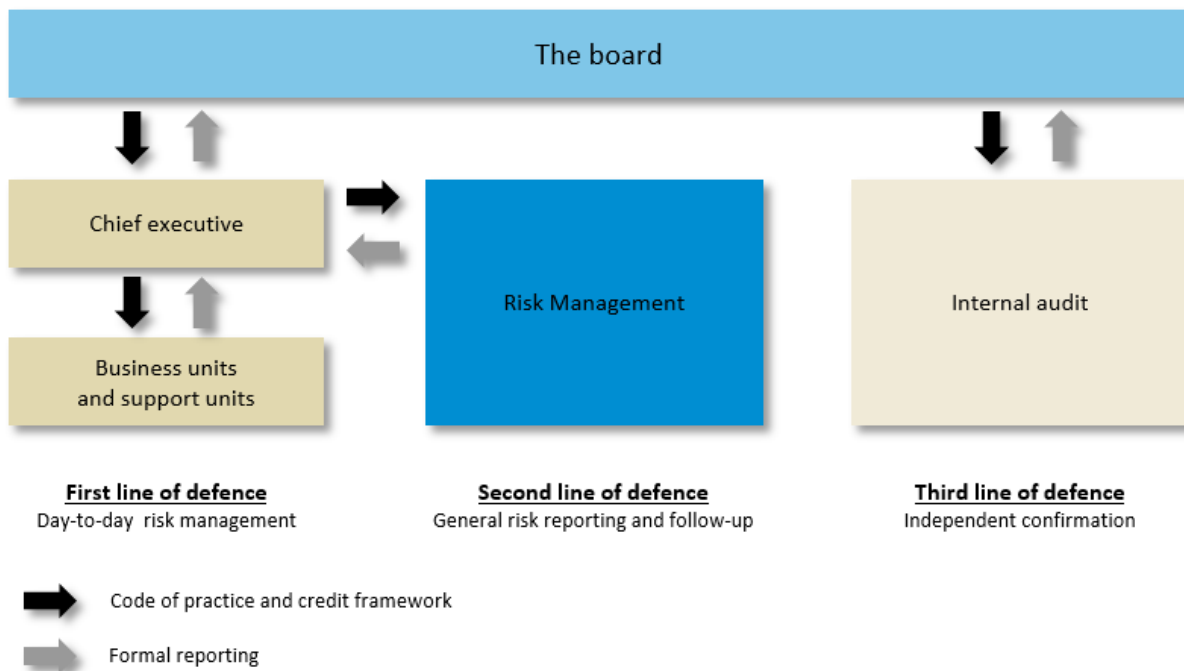 The board
Chief executive
Risk Management
Internal audit
Business units
and support units
First line of defence
Day-to-day risk management
Second line of defence
General risk reporting and follow-up
Third line of defence
Independent confirmation
Code of practice and credit framework
Formal reporting